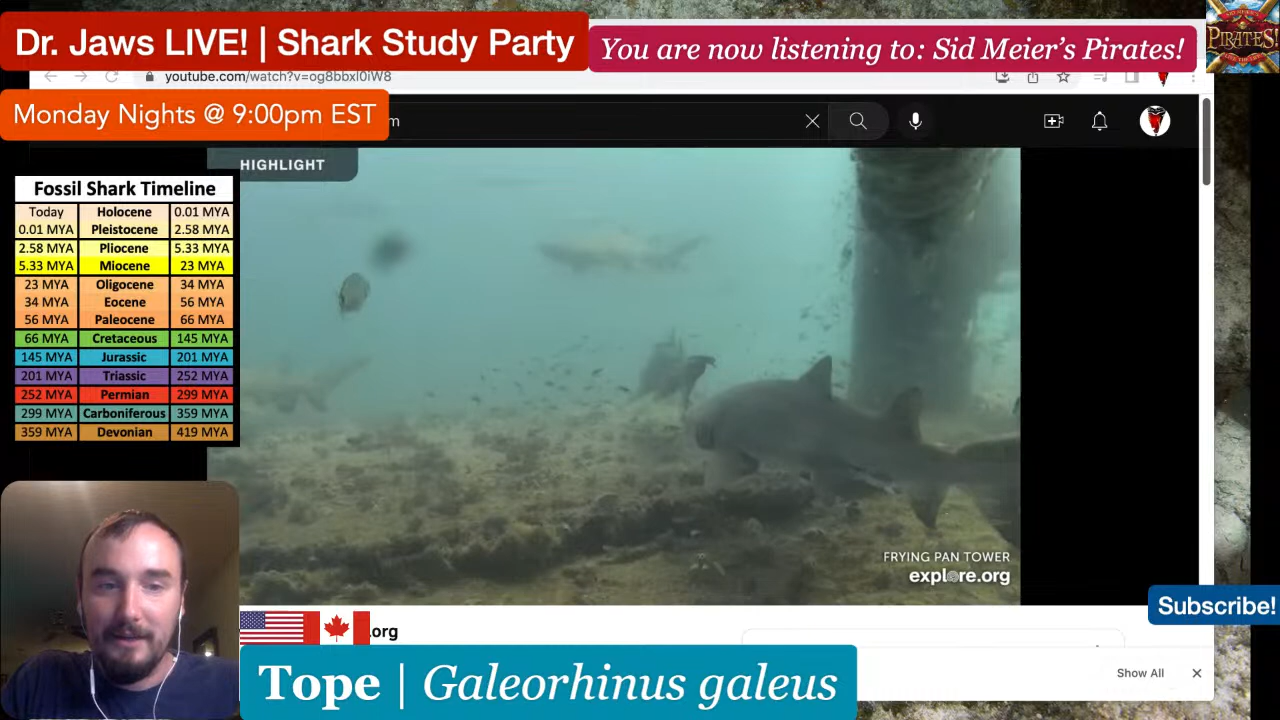 Dr. Jaws LIVE! | Shark Study Party
You are now listening to: Sid Meier's Pirates!
PIRATES!
youtube.com/watch?v=og8bbxl0iW8
Monday Nights @ 9:00pm EST
m
HIGHLIGHT
Fossil Shark Timeline
Today Holocene 0.01 MYA
0.01 MYA Pleistocene 2.58 MYA
2.58 MYA Pliocene 5.33 MYA
5.33 MYA Miocene 23 MYA
23 MYA Oligocene 34 MYA
34 MYA Eocene 56 MYA
56 MYA Paleocene 66 MYA
66 MYA Cretaceous 145 MYA
145 MYA Jurassic 201 MYA
201 MYA Triassic 252 MYA
252 MYA Permian 299 MYA
299 MYA Carboniferous 359 MYA
359 MYA Devonian 419 MYA
FRYING PAN TOWER
explore.org
Subscribe!
.org
Show All
Tope | Galeorhinus galeus